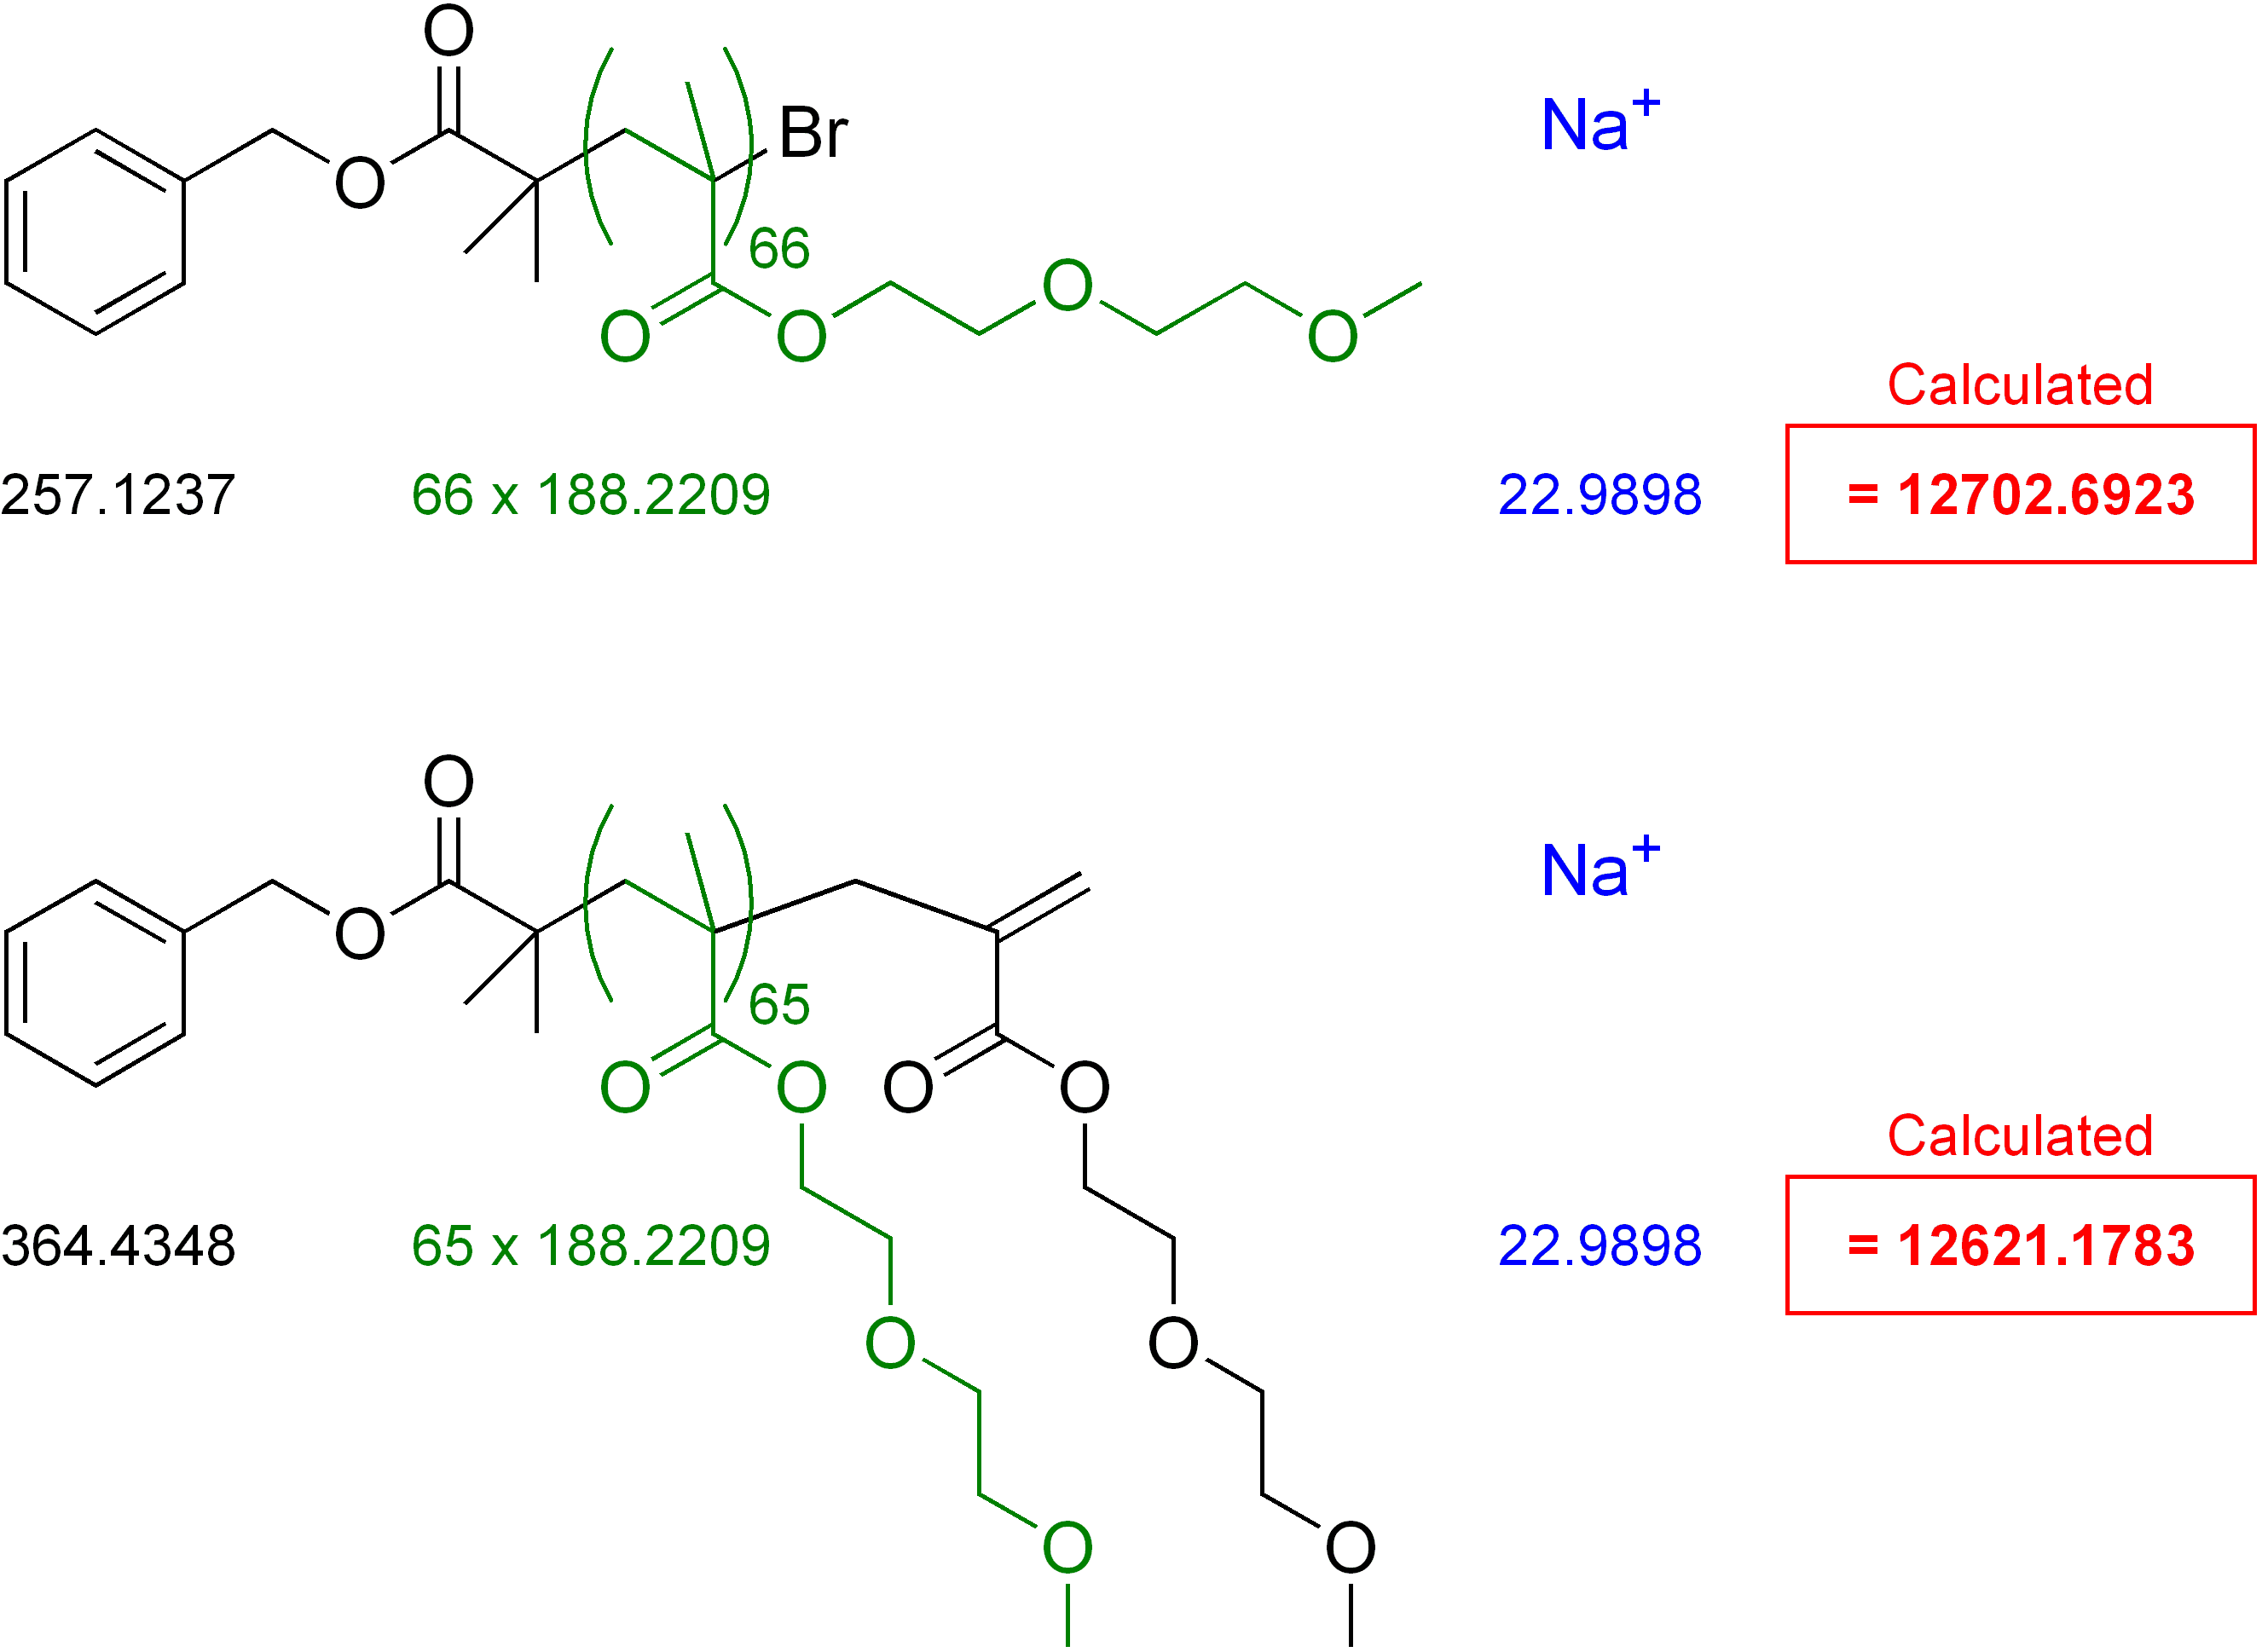 O
Br
Na+
O
66
O
O
O
O
Calculated
257.1237 66 x 188.2209 22.9898 = 12702.6923
O
Na+
O
65
O
O
O
O
Calculated
364.4348 65 x 188.2209 22.9898 = 12621.1783
O
O
O
O